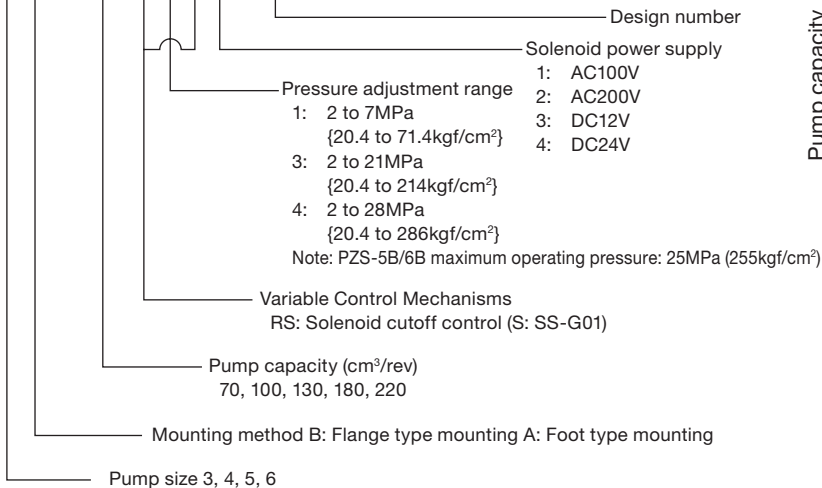 Design number
Solenoid power supply
1: AC100V
2: AC200V
3: DC12V
4: DC24V
Pressure adjustment range
1: 2 to 7MPa
{20.4 to 71.4kgf/cm²}
3: 2 to 21MPa
{20.4 to 214kgf/cm²}
4: 2 to 28MPa
{20.4 to 286kgf/cm²}
Note: PZS-5B/6B maximum operating pressure: 25MPa (255kgf/cm²)
Variable Control Mechanisms
RS: Solenoid cutoff control (S: SS-G01)
Pump capacity (cm³/rev)
70, 100, 130, 180, 220
Mounting method B: Flange type mounting A: Foot type mounting
Pump size 3, 4, 5, 6
Pump capacity